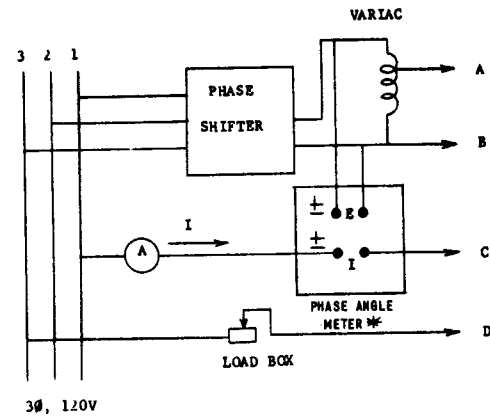 VARIAC
3 2 1
A
PHASE
SHIFTER
B
± E
I
±
A
I
C
PHASE ANGLE
METER *
D
LOAD BOX
3Ø, 120V